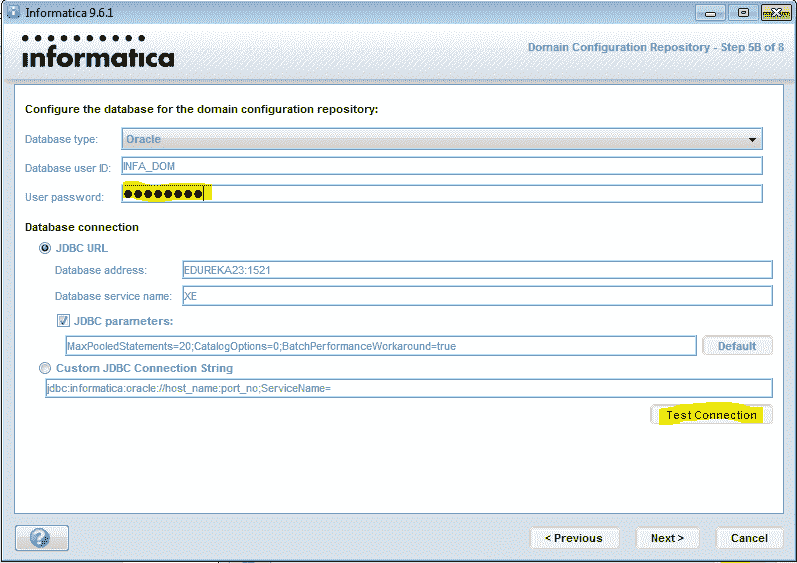 Informatica 9.6.1
informatica
Domain Configuration Repository - Step 5B of 8
Configure the database for the domain configuration repository:
Database type: Oracle
Database user ID: INFA_DOM
User password: ●●●●●●●●
Database connection
JDBC URL
Database address: EDUREKA23:1521
Database service name: XE
JDBC parameters:
MaxPooledStatements=20;CatalogOptions=0;BatchPerformanceWorkaround=true Default
Custom JDBC Connection String
jdbc:informatica:oracle://host_name:port_no;ServiceName=
Test Connection
? < Previous Next > Cancel